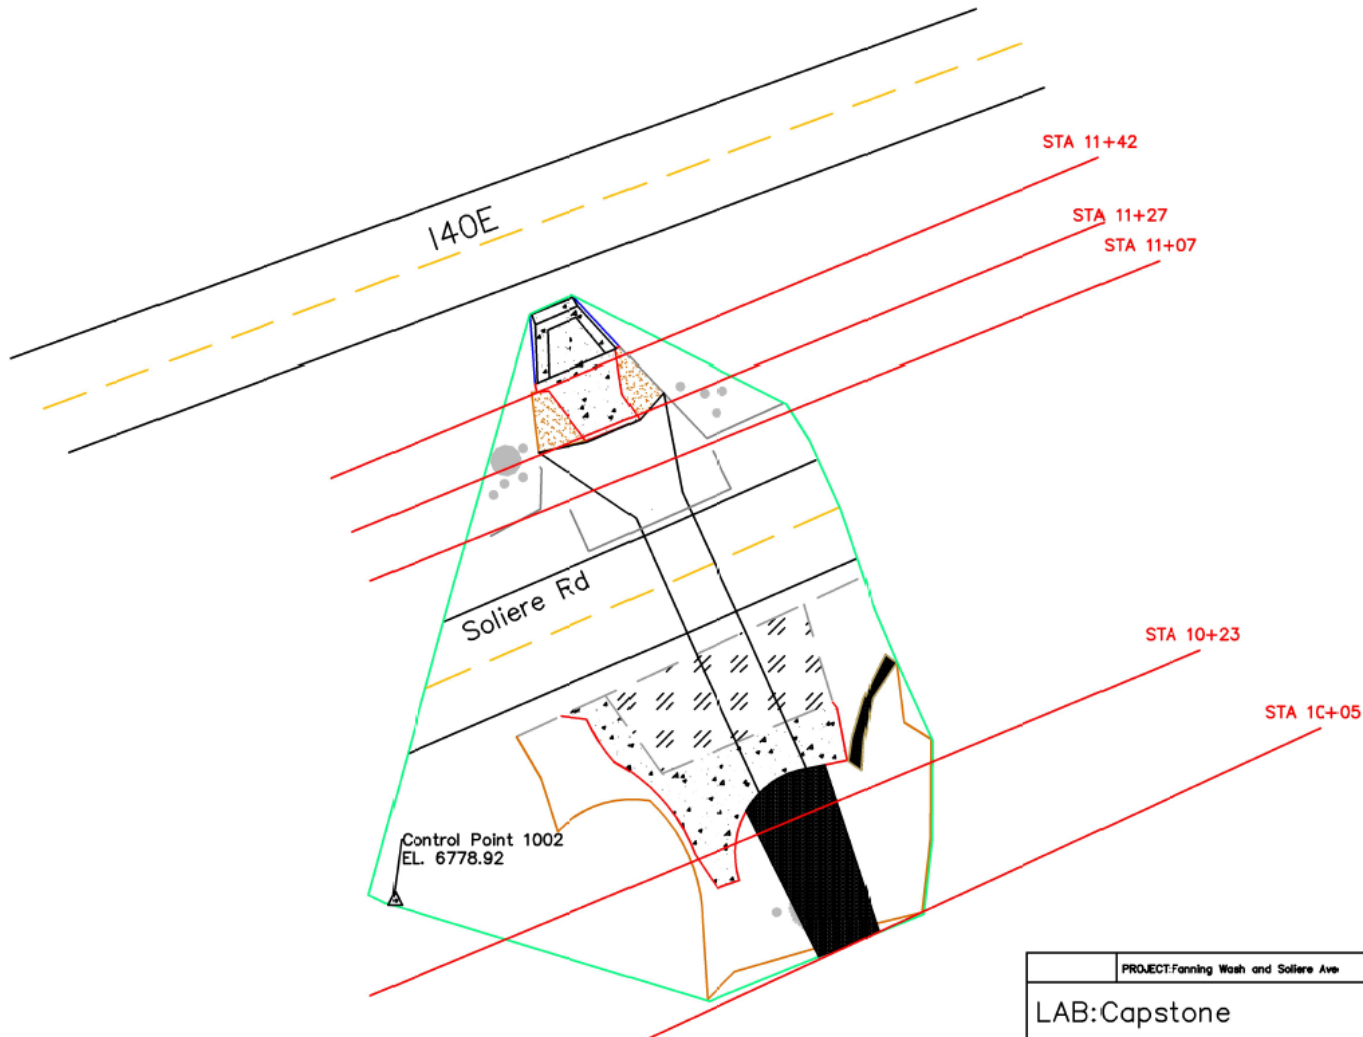 STA 11+42
I40E
STA 11+27
STA 11+07
Soliere Rd
STA 10+23
STA 10+05
Control Point 1002
EL. 6778.92
PROJECT:Fanning Wash and Soliere Ave
LAB:Capstone